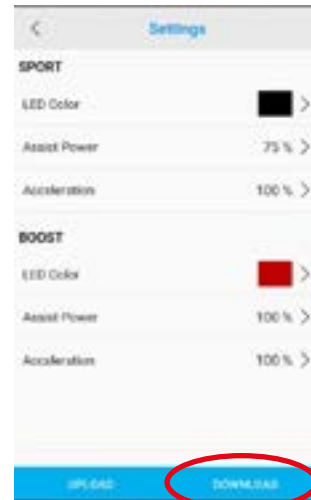 Settings
SPORT
LED Color
Assist Power 75 %
Acceleration 100 %
BOOST
LED Color
Assist Power 100 %
Acceleration 100 %
UPLOAD DOWNLOAD